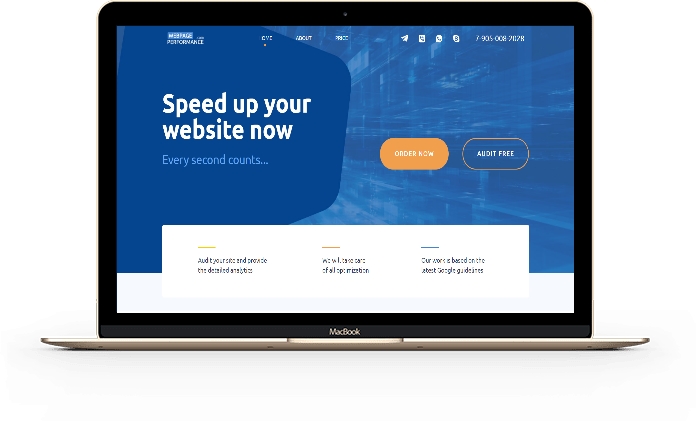 WEBPAGE
PERFORMANCE
OME
ABOUT
PRICE
7-905-008-2028
Speed up your
website now
Every second counts...
ORDER NOW
AUDIT FREE
Audit your site and provide
the detailed analytics
We will take care
of all optimization
Our work is based on the
latest Google guidelines
MacBook